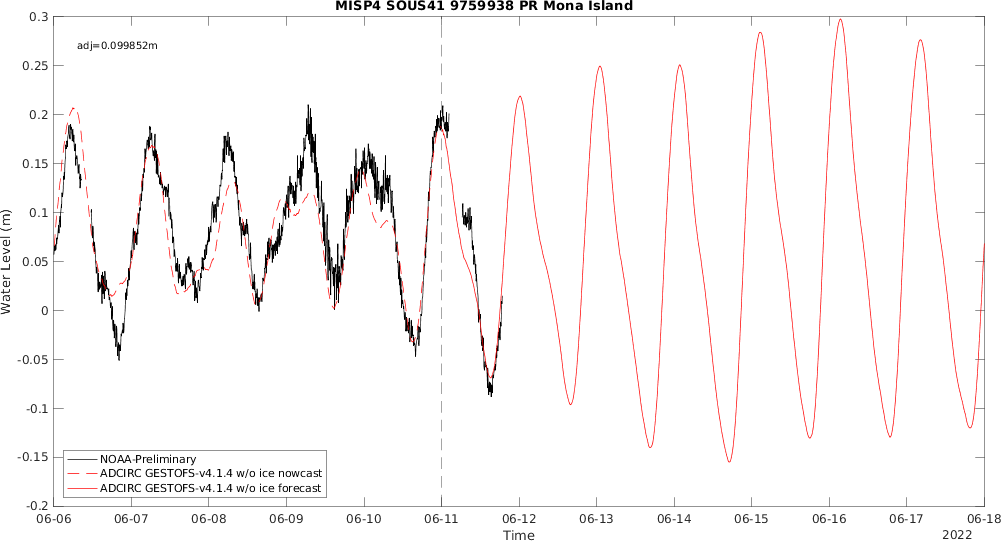 MISP4 SOUS41 9759938 PR Mona Island
0.3
adj=0.099852m
0.25
0.2
0.15
0.1
0.05
0
-0.05
-0.1
-0.15
-0.2
Water Level (m)
NOAA-Preliminary
ADCIRC GESTOFS-v4.1.4 w/o ice nowcast
ADCIRC GESTOFS-v4.1.4 w/o ice forecast
06-06 06-07 06-08 06-09 06-10 06-11 06-12 06-13 06-14 06-15 06-16 06-17 06-18
Time
2022